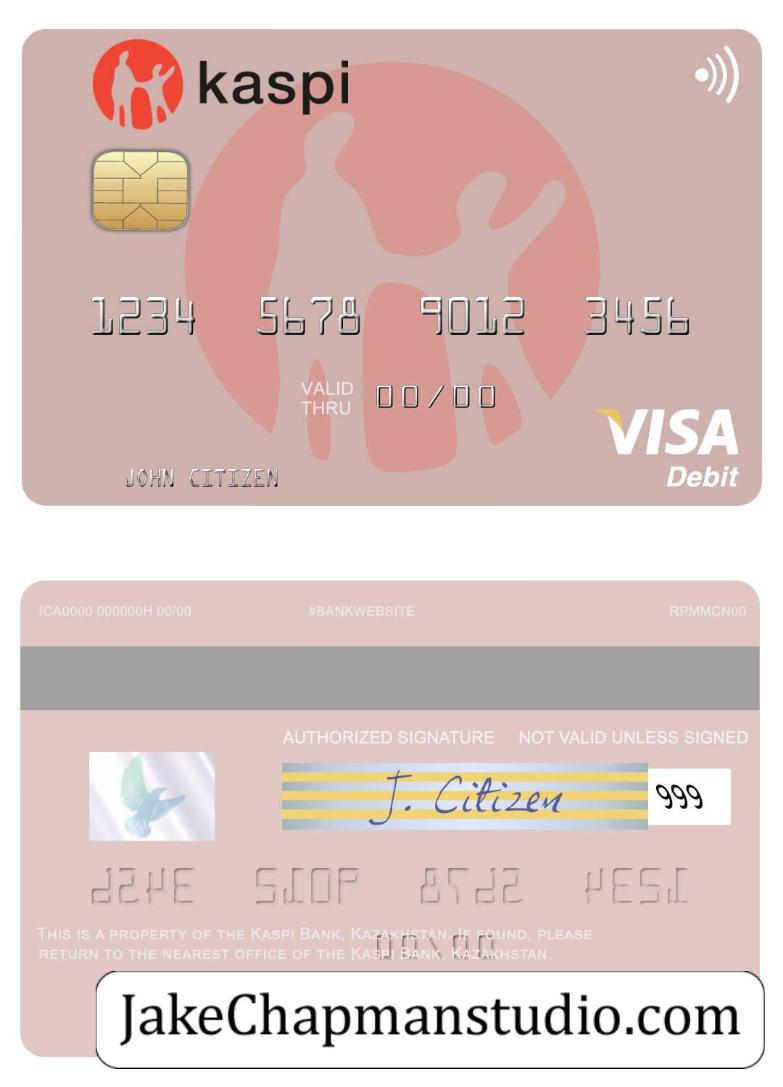 kaspi
1234 5678 9012 3456
VALID
THRU 00/00
VISA
Debit
JOHN CITIZEN
ICA0000 000000H 00/00 #BANKWEBSITE RPMMCN00
AUTHORIZED SIGNATURE NOT VALID UNLESS SIGNED
J. Citizen 999
THIS IS A PROPERTY OF THE KASPI BANK, KAZAKHSTAN. IF FOUND, PLEASE
RETURN TO THE NEAREST OFFICE OF THE KASPI BANK, KAZAKHSTAN.
JakeChapmanstudio.com